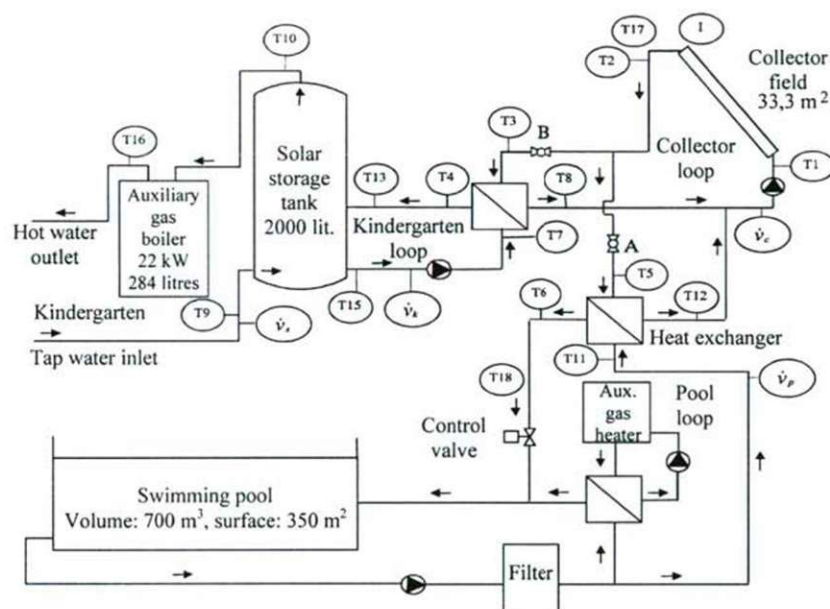 T10
T17
I
T2
Collector
field
33,3 m²
T3
B
T16
Solar
storage
tank
2000 lit.
Collector
loop
T1
T13
T4
T8
Auxiliary
gas
boiler
22 kW
284 litres
Hot water
outlet
Kindergarten
loop
T7
A
v̇c
T5
T15
v̇k
T6
T12
Kindergarten
T9
v̇s
Tap water inlet
Heat exchanger
T11
T18
Aux.
gas
heater
Pool
loop
v̇p
Control
valve
Swimming pool
Volume: 700 m³, surface: 350 m²
Filter